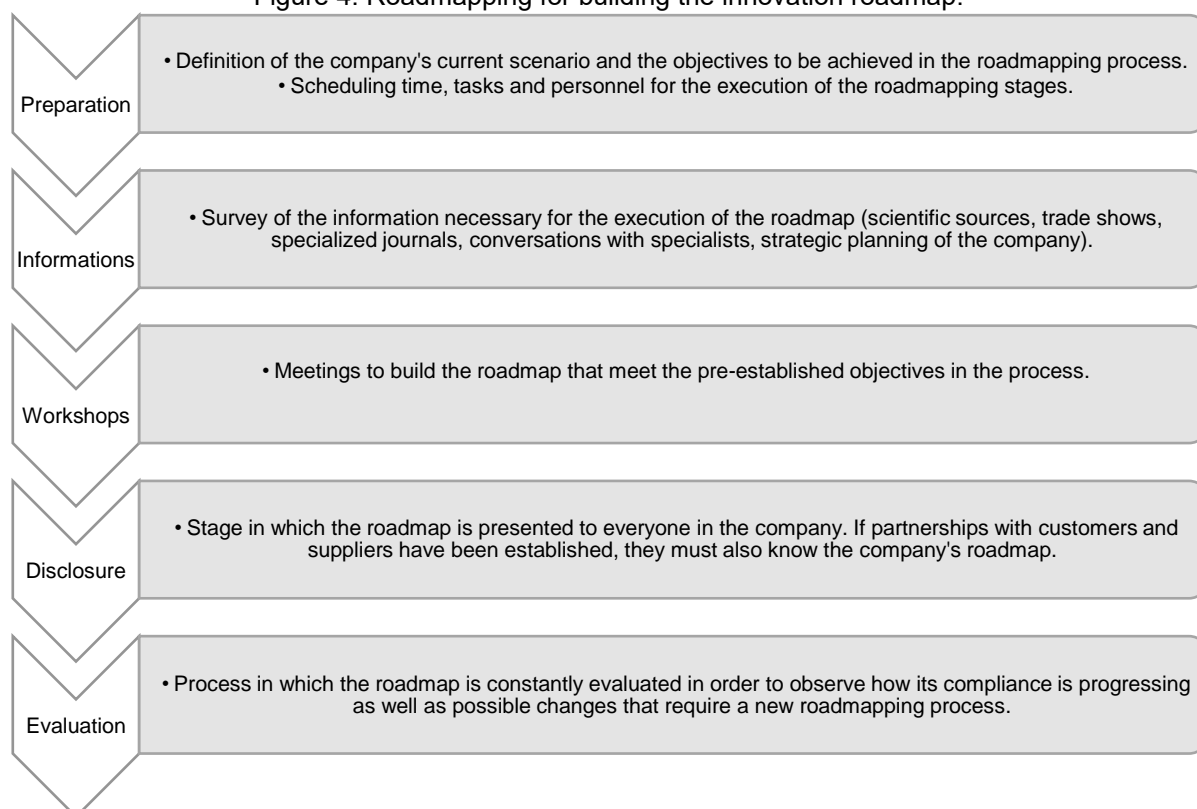 Figure 4: Roadmapping for building the innovation roadmap.
Preparation
• Definition of the company's current scenario and the objectives to be achieved in the roadmapping process.
• Scheduling time, tasks and personnel for the execution of the roadmapping stages.
Informations
• Survey of the information necessary for the execution of the roadmap (scientific sources, trade shows,
specialized journals, conversations with specialists, strategic planning of the company).
Workshops
• Meetings to build the roadmap that meet the pre-established objectives in the process.
Disclosure
• Stage in which the roadmap is presented to everyone in the company. If partnerships with customers and
suppliers have been established, they must also know the company's roadmap.
Evaluation
• Process in which the roadmap is constantly evaluated in order to observe how its compliance is progressing
as well as possible changes that require a new roadmapping process.